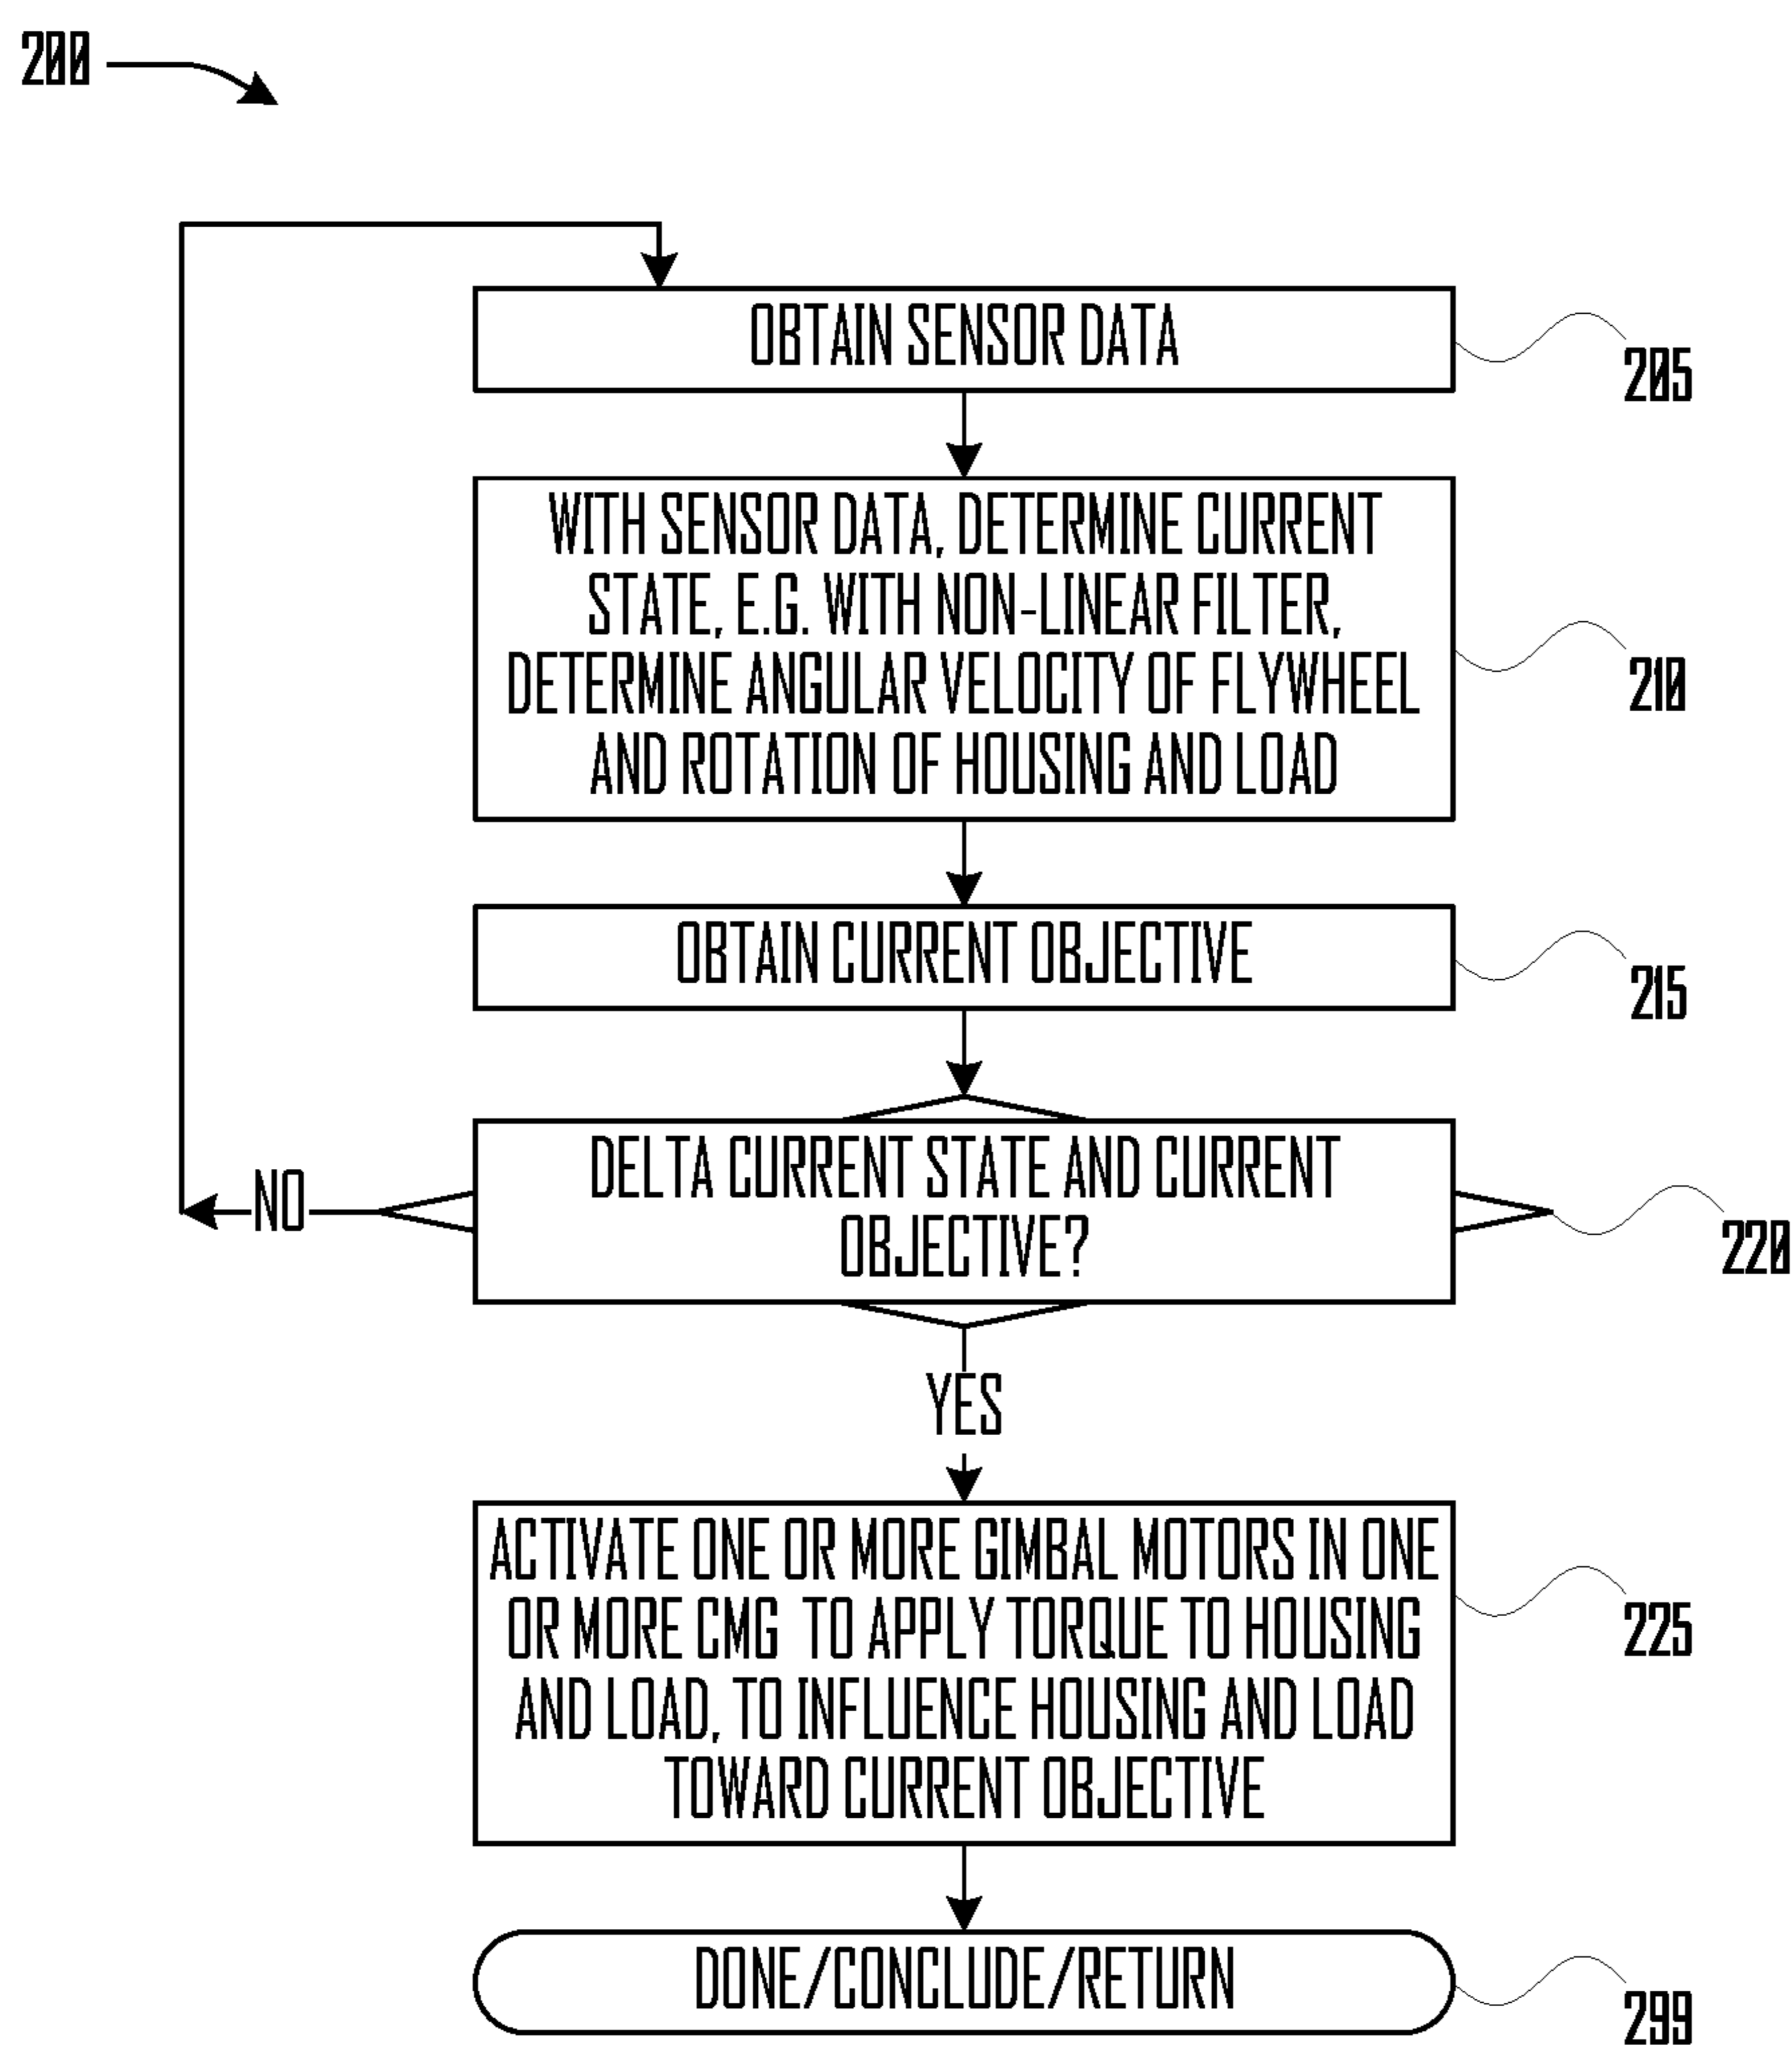 200
OBTAIN SENSOR DATA
205
WITH SENSOR DATA, DETERMINE CURRENT
STATE, E.G. WITH NON-LINEAR FILTER,
DETERMINE ANGULAR VELOCITY OF FLYWHEEL
AND ROTATION OF HOUSING AND LOAD
210
OBTAIN CURRENT OBJECTIVE
215
DELTA CURRENT STATE AND CURRENT
OBJECTIVE?
NO
220
YES
ACTIVATE ONE OR MORE GIMBAL MOTORS IN ONE
OR MORE CMG TO APPLY TORQUE TO HOUSING
AND LOAD, TO INFLUENCE HOUSING AND LOAD
TOWARD CURRENT OBJECTIVE
225
DONE/CONCLUDE/RETURN
299